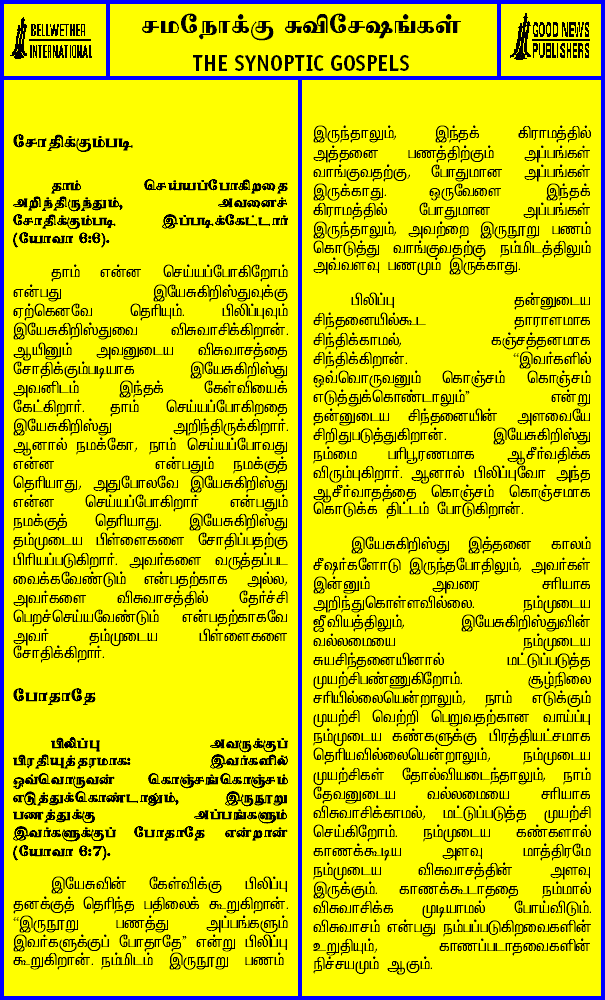 BELLWETHER
INTERNATIONAL
சமநோக்கு சுவிசேஷங்கள்
THE SYNOPTIC GOSPELS
GOOD NEWS
PUBLISHERS
சோதிக்கும்படி
தாம் செய்யப்போகிறதை
அறிந்திருந்தும், அவனைச்
சோதிக்கும்படி இப்படிக்கேட்டார்
(யோவா 6:6).
தாம் என்ன செய்யப்போகிறோம்
என்பது இயேசுகிறிஸ்துவுக்கு
ஏற்கெனவே தெரியும். பிலிப்புவும்
இயேசுகிறிஸ்துவை விசுவாசிக்கிறான்.
ஆயினும் அவனுடைய விசுவாசத்தை
சோதிக்கும்படியாக இயேசுகிறிஸ்து
அவனிடம் இந்தக் கேள்வியைக்
கேட்கிறார். தாம் செய்யப்போகிறதை
இயேசுகிறிஸ்து அறிந்திருக்கிறார்.
ஆனால் நமக்கோ, நாம் செய்யப்போவது
என்ன என்பதும் நமக்குத்
தெரியாது, அதுபோலவே இயேசுகிறிஸ்து
என்ன செய்யப்போகிறார் என்பதும்
நமக்குத் தெரியாது. இயேசுகிறிஸ்து
தம்முடைய பிள்ளைகளை சோதிப்பதற்கு
பிரியப்படுகிறார். அவர்களை வருத்தப்பட
வைக்கவேண்டும் என்பதற்காக அல்ல,
அவர்களை விசுவாசத்தில் தேர்ச்சி
பெறச்செய்யவேண்டும் என்பதற்காகவே
அவர் தம்முடைய பிள்ளைகளை
சோதிக்கிறார்.
போதாதே
பிலிப்பு அவருக்குப்
பிரதியுத்தரமாக: இவர்களில்
ஒவ்வொருவன் கொஞ்சங்கொஞ்சம்
எடுத்துக்கொண்டாலும், இருநூறு
பணத்துக்கு அப்பங்களும்
இவர்களுக்குப் போதாதே என்றான்
(யோவா 6:7).
இயேசுவின் கேள்விக்கு பிலிப்பு
தனக்குத் தெரிந்த பதிலைக் கூறுகிறான்.
“இருநூறு பணத்து அப்பங்களும்
இவர்களுக்குப் போதாதே” என்று பிலிப்பு
கூறுகிறான். நம்மிடம் இருநூறு பணம்
இருந்தாலும், இந்தக் கிராமத்தில்
அத்தனை பணத்திற்கும் அப்பங்கள்
வாங்குவதற்கு, போதுமான அப்பங்கள்
இருக்காது. ஒருவேளை இந்தக்
கிராமத்தில் போதுமான அப்பங்கள்
இருந்தாலும், அவற்றை இருநூறு பணம்
கொடுத்து வாங்குவதற்கு நம்மிடத்திலும்
அவ்வளவு பணமும் இருக்காது.
பிலிப்பு தன்னுடைய
சிந்தனையில்கூட தாராளமாக
சிந்திக்காமல், கஞ்சத்தனமாக
சிந்திக்கிறான். “இவர்களில்
ஒவ்வொருவனும் கொஞ்சம் கொஞ்சம்
எடுத்துக்கொண்டாலும்” என்று
தன்னுடைய சிந்தனையின் அளவையே
சிறிதுபடுத்துகிறான். இயேசுகிறிஸ்து
நம்மை பரிபூரணமாக ஆசீர்வதிக்க
விரும்புகிறார். ஆனால் பிலிப்புவோ அந்த
ஆசீர்வாதத்தை கொஞ்சம் கொஞ்சமாக
கொடுக்க திட்டம் போடுகிறான்.
இயேசுகிறிஸ்து இத்தனை காலம்
சீஷர்களோடு இருந்தபோதிலும், அவர்கள்
இன்னும் அவரை சரியாக
அறிந்துகொள்ளவில்லை. நம்முடைய
ஜீவியத்திலும், இயேசுகிறிஸ்துவின்
வல்லமையை நம்முடைய
சுயசிந்தனையினால் மட்டுப்படுத்த
முயற்சிபண்ணுகிறோம். சூழ்நிலை
சரியில்லையென்றாலும், நாம் எடுக்கும்
முயற்சி வெற்றி பெறுவதற்கான வாய்ப்பு
நம்முடைய கண்களுக்கு பிரத்தியட்சமாக
தெரியவில்லையென்றாலும், நம்முடைய
முயற்சிகள் தோல்வியடைந்தாலும், நாம்
தேவனுடைய வல்லமையை சரியாக
விசுவாசிக்காமல், மட்டுப்படுத்த முயற்சி
செய்கிறோம். நம்முடைய கண்களால்
காணக்கூடிய அளவு மாத்திரமே
நம்முடைய விசுவாசத்தின் அளவு
இருக்கும். காணக்கூடாததை நம்மால்
விசுவாசிக்க முடியாமல் போய்விடும்.
விசுவாசம் என்பது நம்பப்படுகிறவைகளின்
உறுதியும், காணப்படாதவைகளின்
நிச்சயமும் ஆகும்.